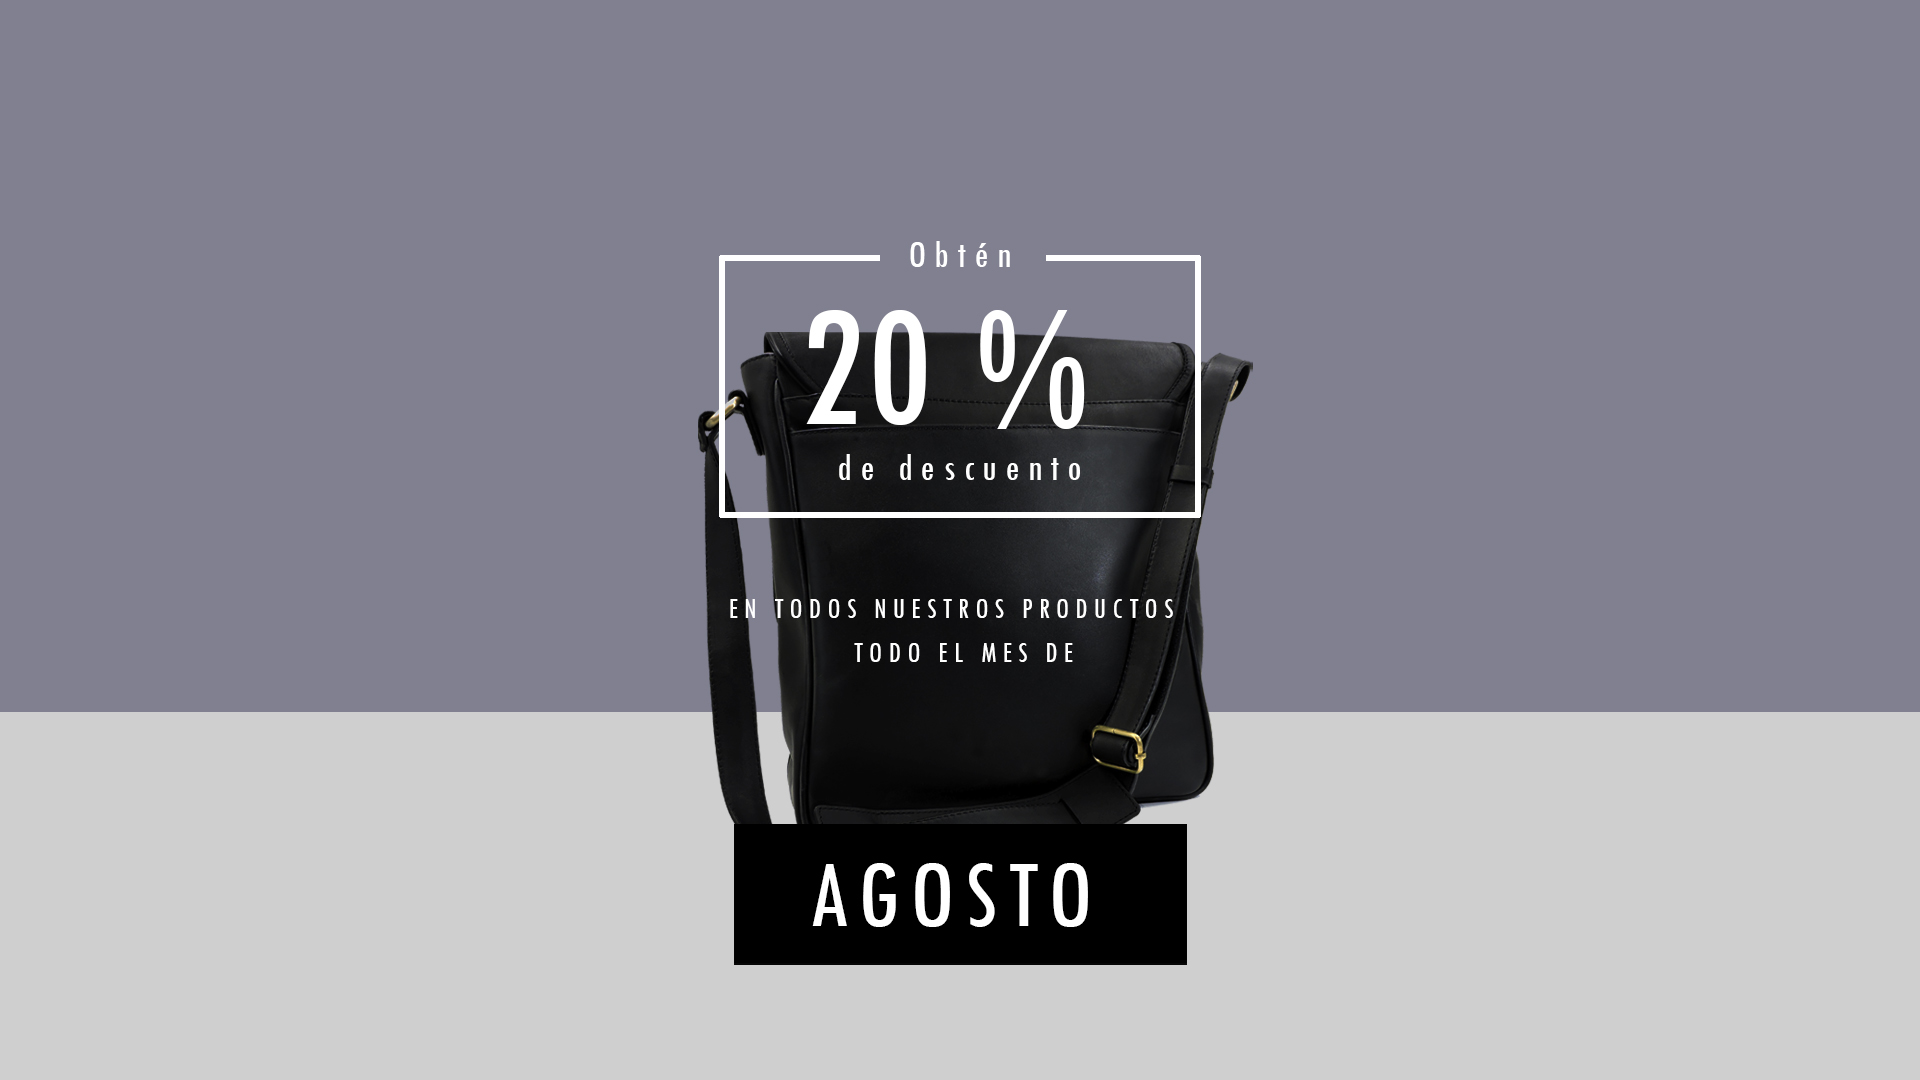 Obtén
20 %
de descuento
EN TODOS NUESTROS PRODUCTOS
TODO EL MES DE
AGOSTO